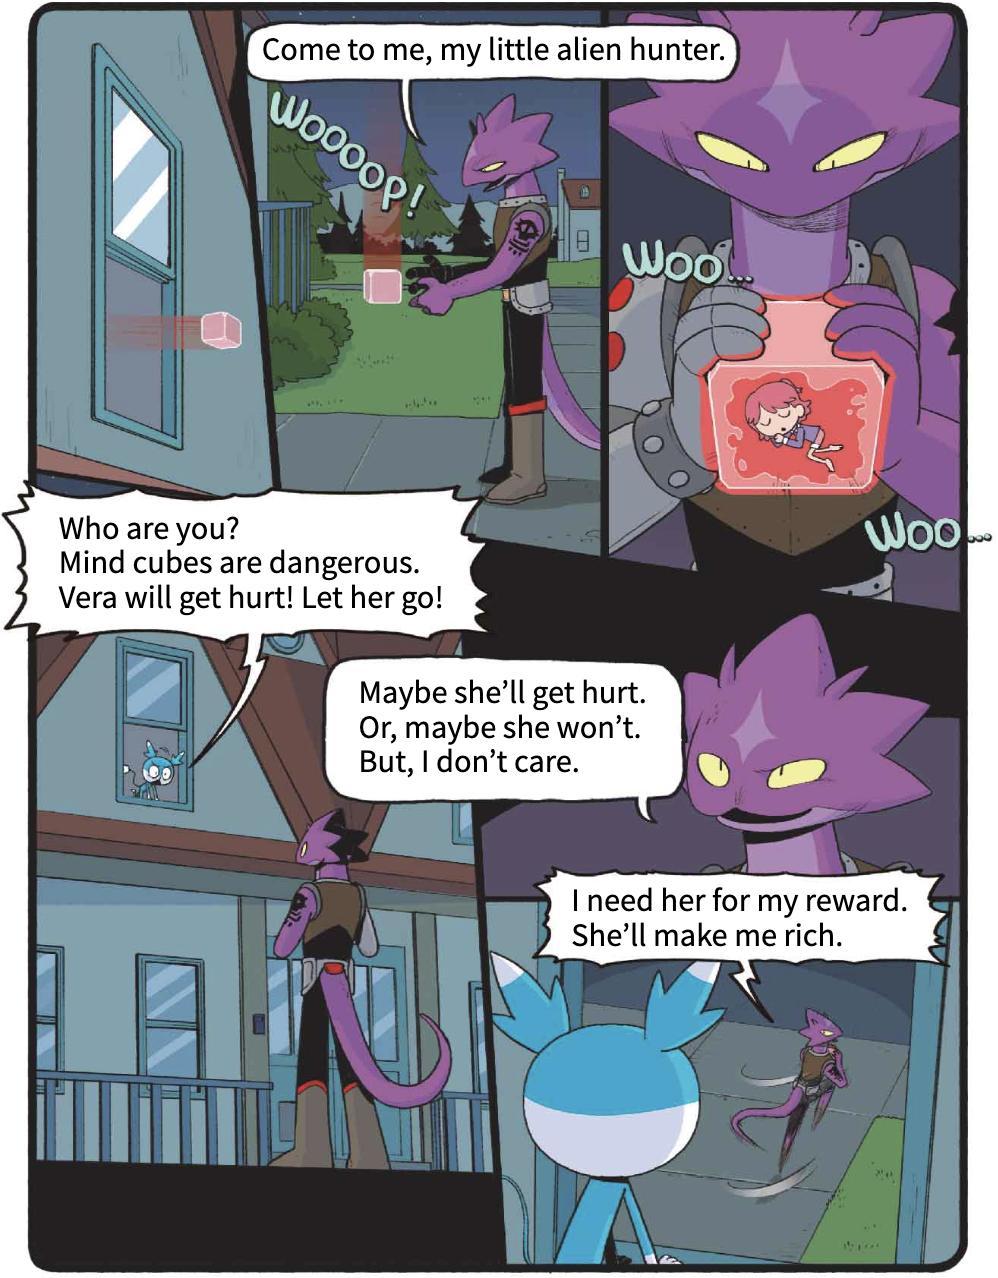 Come to me, my little alien hunter.
Woooop!
Woo...
Woo...
Who are you?
Mind cubes are dangerous.
Vera will get hurt! Let her go!
Maybe she’ll get hurt.
Or, maybe she won’t.
But, I don’t care.
I need her for my reward.
She’ll make me rich.